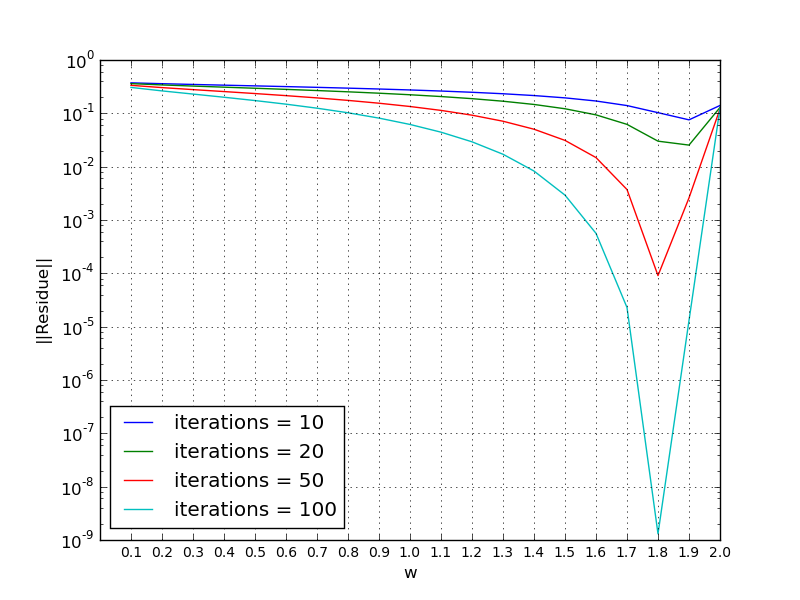 10^0
10^-1
10^-2
10^-3
10^-4
10^-5
10^-6
10^-7
10^-8
10^-9
||Residue||
iterations = 10
iterations = 20
iterations = 50
iterations = 100
0.1 0.2 0.3 0.4 0.5 0.6 0.7 0.8 0.9 1.0 1.1 1.2 1.3 1.4 1.5 1.6 1.7 1.8 1.9 2.0
w